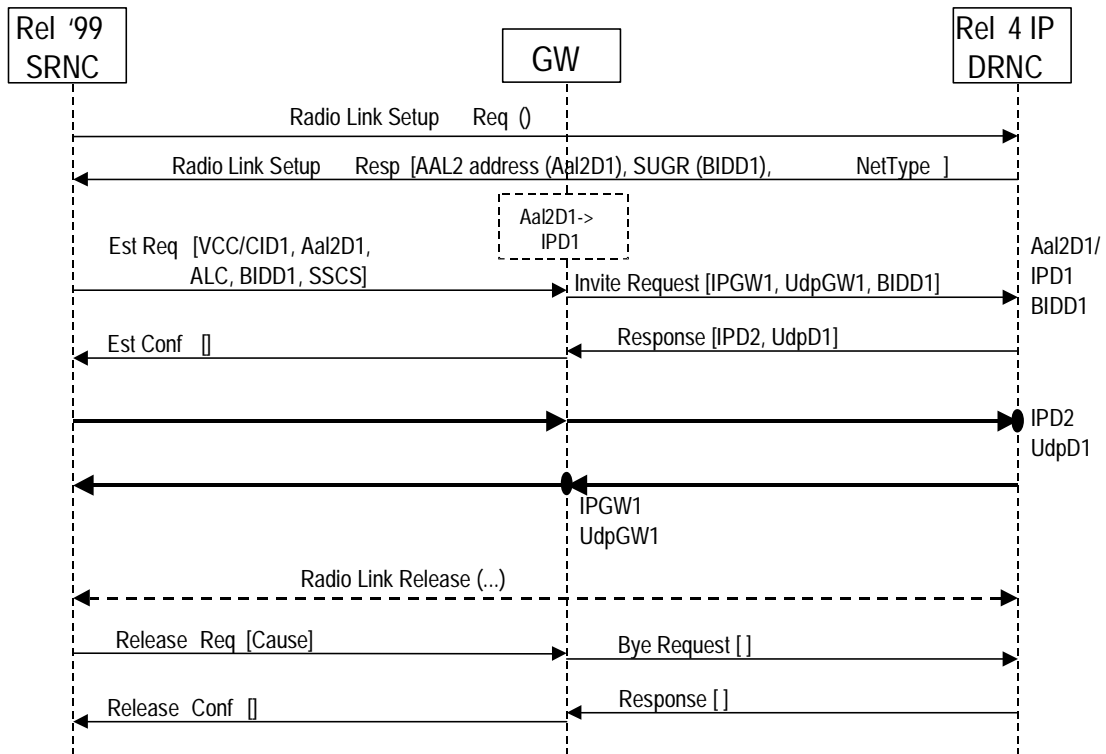 Rel '99
SRNC
GW
Rel 4 IP
DRNC
Radio Link Setup Req ()
Radio Link Setup Resp [AAL2 address (Aal2D1), SUGR (BIDD1), NetType ]
Aal2D1->
IPD1
Est Req [VCC/CID1, Aal2D1,
ALC, BIDD1, SSCS]
Invite Request [IPGW1, UdpGW1, BIDD1]
Aal2D1/
IPD1
BIDD1
Est Conf []
Response [IPD2, UdpD1]
IPD2
UdpD1
IPGW1
UdpGW1
Radio Link Release (...)
Release Req [Cause]
Bye Request [ ]
Release Conf []
Response [ ]